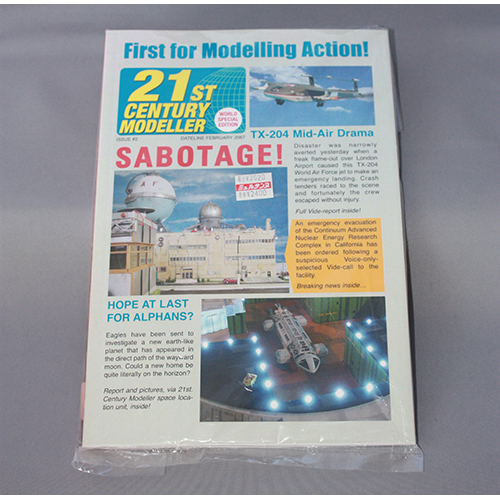 First for Modelling Action!
21ST
CENTURY
MODELLER
WORLD
SPECIAL
EDITION
ISSUE #2
DATELINE FEBRUARY 2067
TX-204 Mid-Air Drama
SABOTAGE!
Disaster was narrowly
averted yesterday when a
freak flame-out over London
Airport caused this TX-204
World Air Force jet to make an
emergency landing. Crash
tenders raced to the scene
and fortunately the crew
escaped without injury.
Full Vide-report inside!
An emergency evacuation
of the Continuum Advanced
Nuclear Energy Research
Complex in California has
been ordered following a
suspicious Voice-only-
selected Vide-call to the
facility.
Breaking news inside...
HOPE AT LAST
FOR ALPHANS?
Eagles have been sent to
investigate a new earth-like
planet that has appeared in
the direct path of the wayward
moon. Could a new home be
quite literally on the horizon?
Report and pictures, via 21st.
Century Modeller space loca-
tion unit, inside!